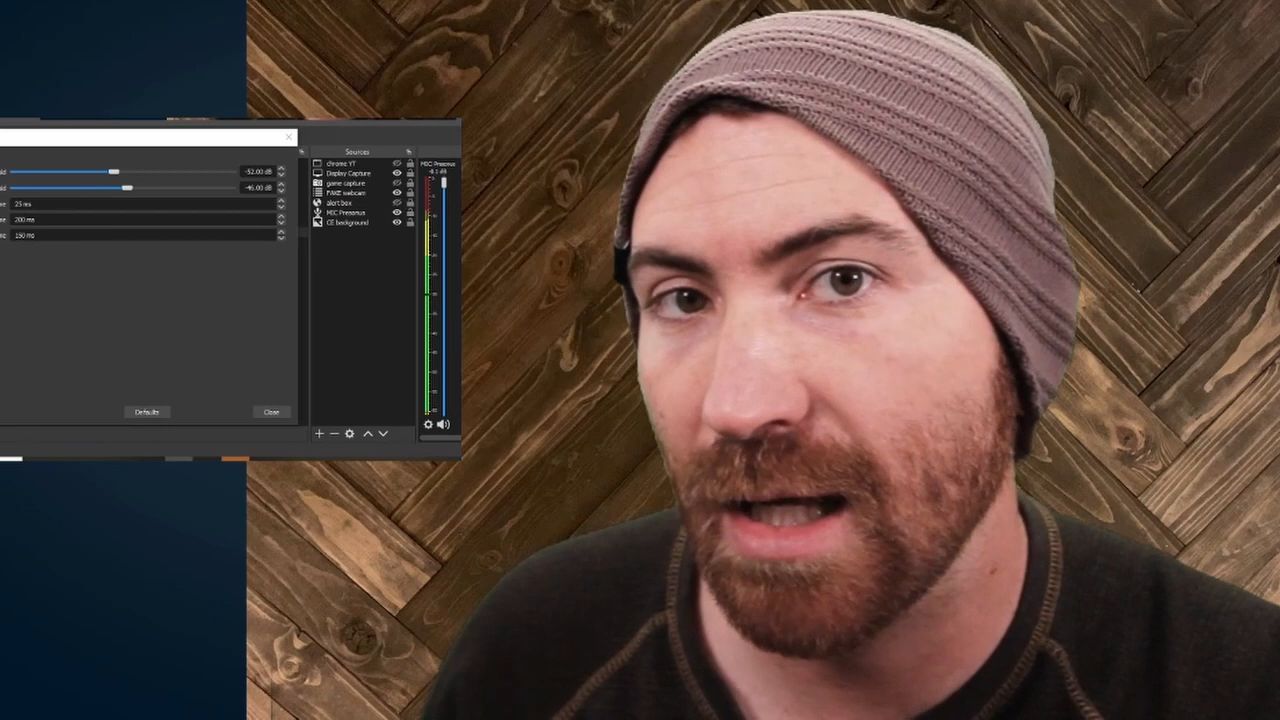 -52.00 dB
-46.00 dB
25 ms
200 ms
150 ms
Defaults
Close
Sources
chrome YT
Display Capture
game capture
FAKE webcam
alert box
MIC Presonus
CE background
MIC Presonus